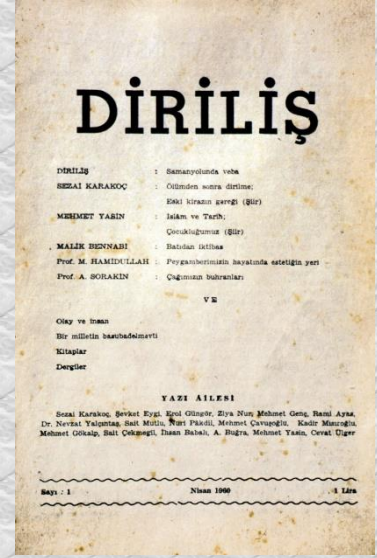 DİRİLİŞ
DİRİLİŞ : Samanyolunda veba
SEZAI KARAKOÇ : Ölümden sonra dirilme;
Eski kirazın gereği (Şiir)
MEHMET YASİN : İslâm ve Tarih;
Çocukluğumuz (Şiir)
MALİK BENNABİ : Batıdan iktibas
Prof. M. HAMİDULLAH : Peygamberimizin hayatında estetiğin yeri
Prof. A. SOROKİN : Çağımızın buhranları
VE
Olay ve insan
Bir milletin basubadelmevti
Kitaplar
Dergiler
YAZI AİLESİ
Sezai Karakoç, Şevket Eygi, Erol Güngör, Ziya Nur, Mehmet Genç, Rami Ayas,
Dr. Nevzat Yalçıntaş, Sait Mutlu, Nuri Pâkdil, Mehmet Çavuşoğlu, Kadir Mısıroğlu,
Mehmet Gökalp, Sait Çekmegil, İhsan Babalı, A. Buğra, Mehmet Yasin, Cevat Ülger
Sayı : 1 Nisan 1960 1 Lira